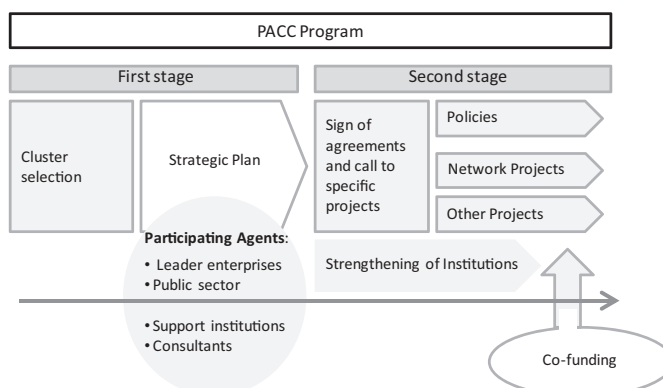 PACC Program
First stage
Second stage
Cluster
selection
Strategic Plan
Sign of
agreements
and call to
specific
projects
Policies
Network Projects
Other Projects
Participating Agents:
• Leader enterprises
• Public sector
• Support institutions
• Consultants
Strengthening of Institutions
Co-funding